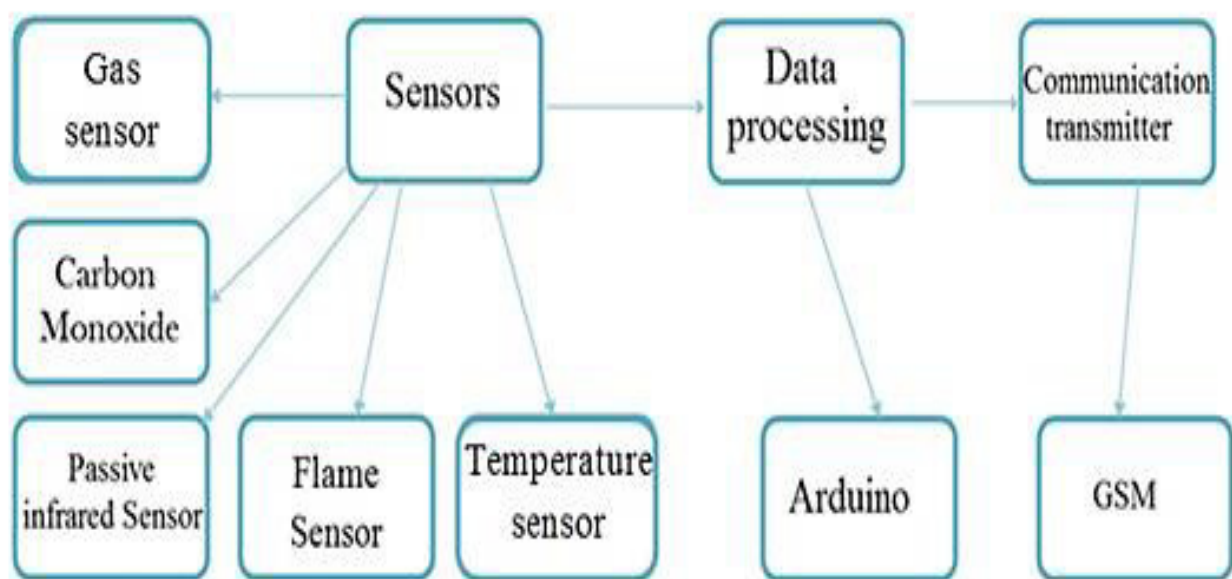 Gas
sensor
Sensors
Data
processing
Communication
transmitter
Carbon
Monoxide
Passive
infrared Sensor
Flame
Sensor
Temperature
sensor
Arduino
GSM